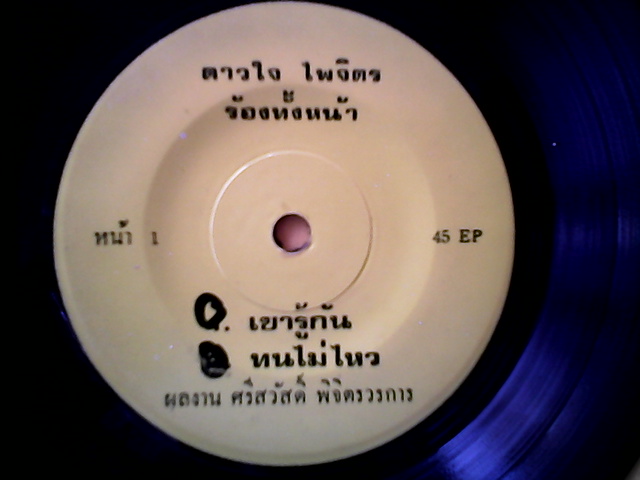 ดาวใจ ไพจิตร
ร้องทั้งหน้า
หน้า 1
45 EP
เขารู้กัน
ทนไม่ไหว
ผลงาน ศรีสวัสดิ์ พิจิตรวรการ